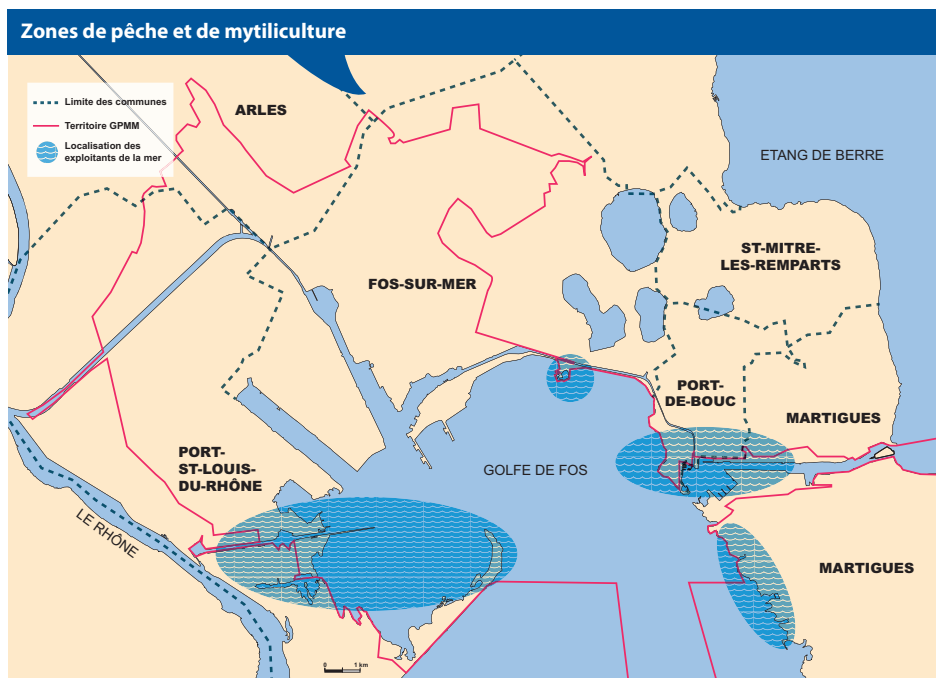 Zones de pêche et de mytiliculture
Limite des communes
Territoire GPMM
Localisation des
exploitants de la mer
ARLES
ETANG DE BERRE
ST-MITRE-
LES-REMPARTS
FOS-SUR-MER
PORT-
DE-BOUC
MARTIGUES
PORT-
ST-LOUIS-
DU-RHÔNE
GOLFE DE FOS
LE RHÔNE
MARTIGUES
0 1 km